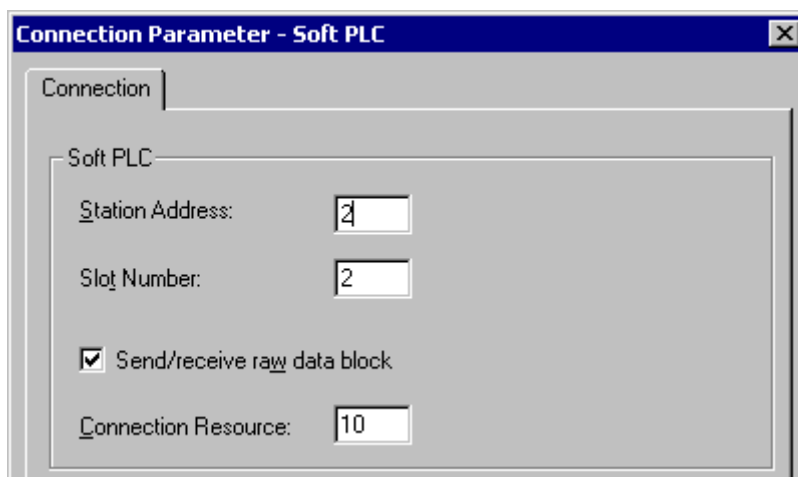 Connection Parameter - Soft PLC
Connection
Soft PLC
Station Address: 2
Slot Number: 2
Send/receive raw data block
Connection Resource: 10